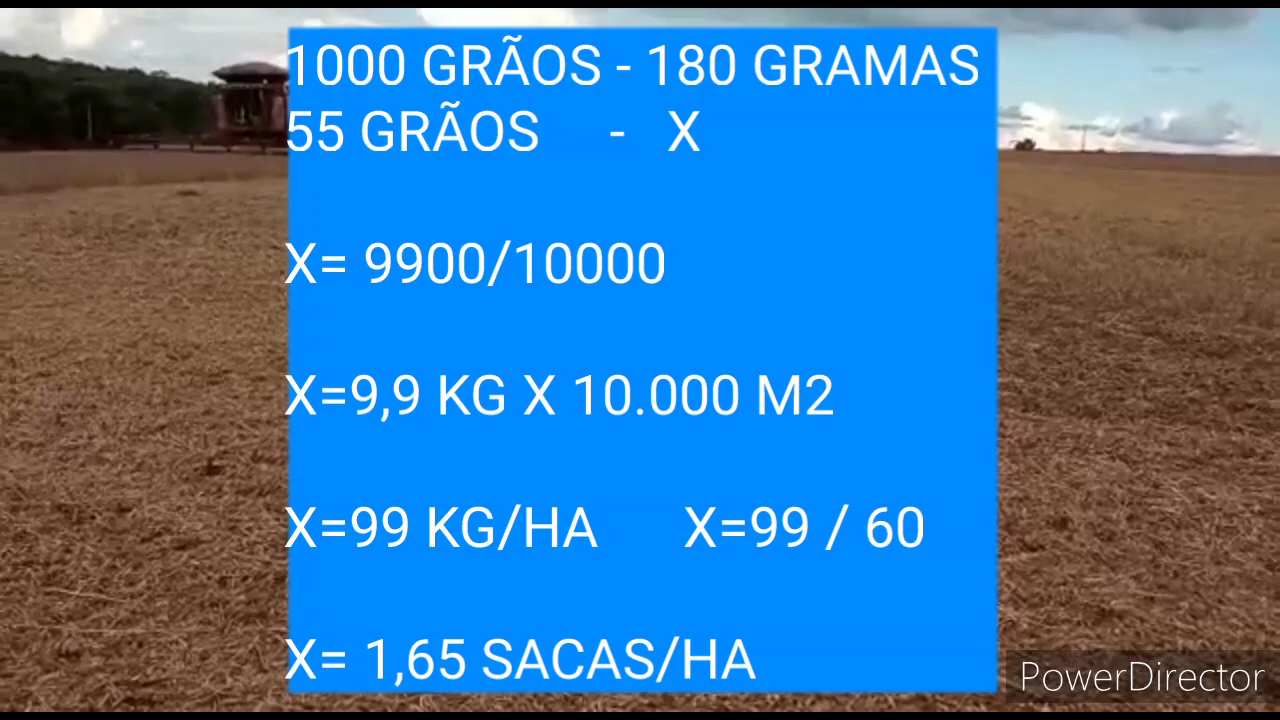 1000 GRÃOS - 180 GRAMAS
55 GRÃOS - X
X= 9900/10000
X=9,9 KG X 10.000 M2
X=99 KG/HA X=99 / 60
X= 1,65 SACAS/HA
PowerDirector